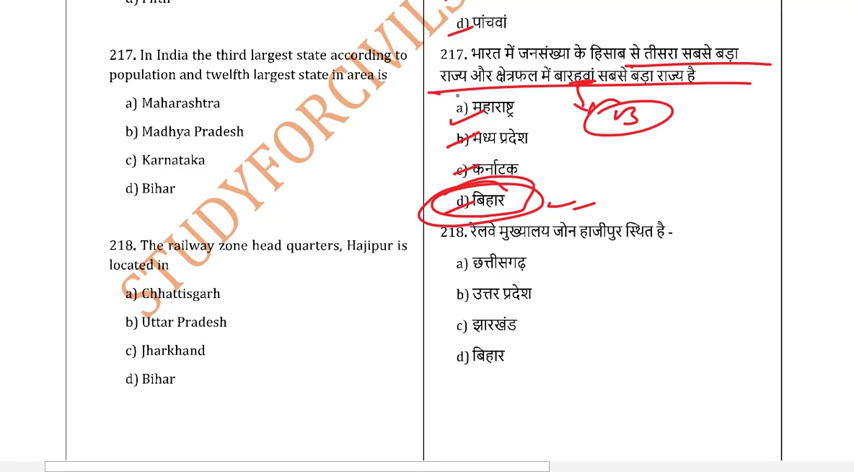 d) पांचवां
217. In India the third largest state according to
population and twelfth largest state in area is
a) Maharashtra
b) Madhya Pradesh
c) Karnataka
d) Bihar
218. The railway zone head quarters, Hajipur is
located in
a) Chhattisgarh
b) Uttar Pradesh
c) Jharkhand
d) Bihar
217. भारत में जनसंख्या के हिसाब से तीसरा सबसे बड़ा
राज्य और क्षेत्रफल में बारहवां सबसे बड़ा राज्य है
a) महाराष्ट्र
b) मध्य प्रदेश
c) कर्नाटक
d) बिहार
218. रेलवे मुख्यालय जोन हाजीपुर स्थित है -
a) छत्तीसगढ़
b) उत्तर प्रदेश
c) झारखंड
d) बिहार
STUDYFORCIVILS